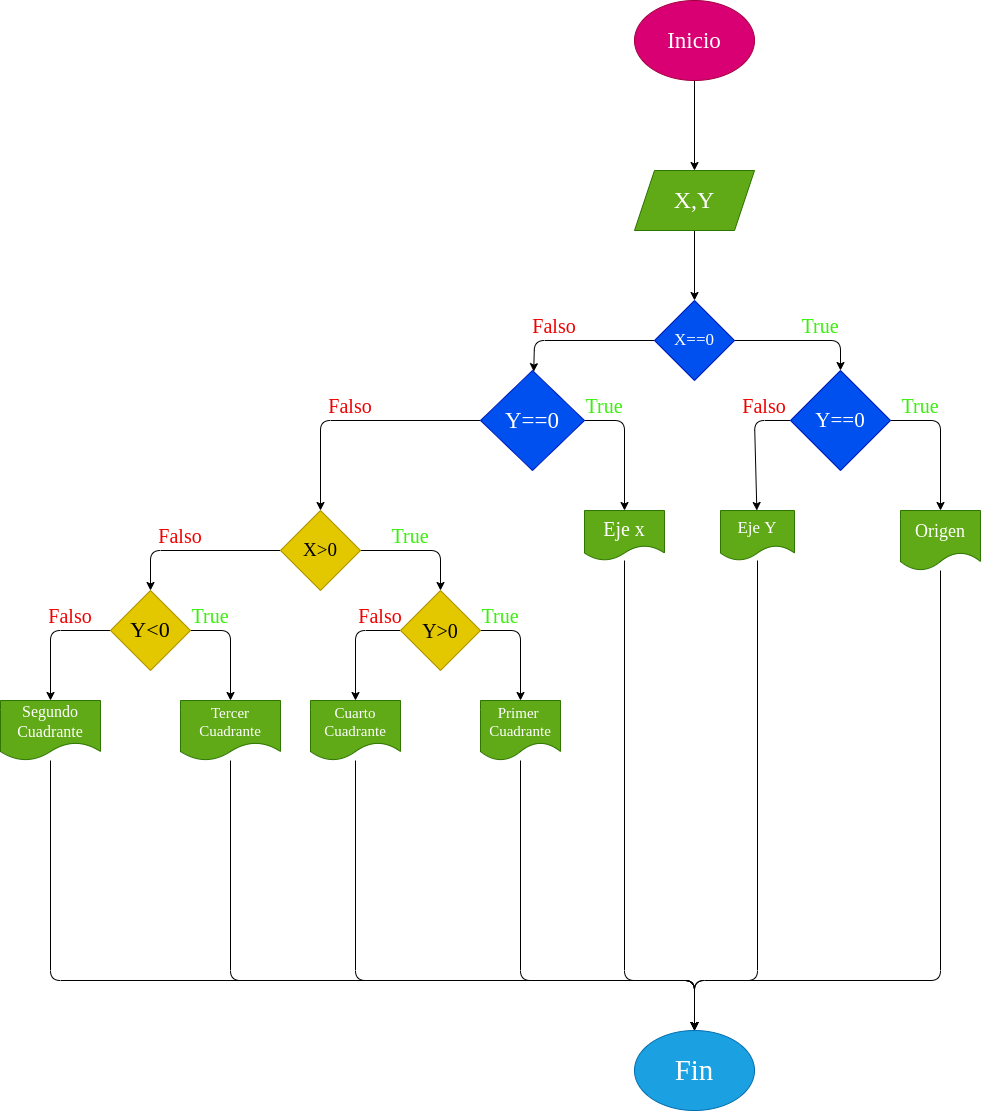 Inicio
X,Y
Falso
True
X==0
Falso
True
Falso
True
Y==0
Y==0
Falso
True
X>0
Eje x
Eje Y
Origen
Falso
True
Falso
True
Y<0
Y>0
Segundo
Cuadrante
Tercer
Cuadrante
Cuarto
Cuadrante
Primer
Cuadrante
Fin